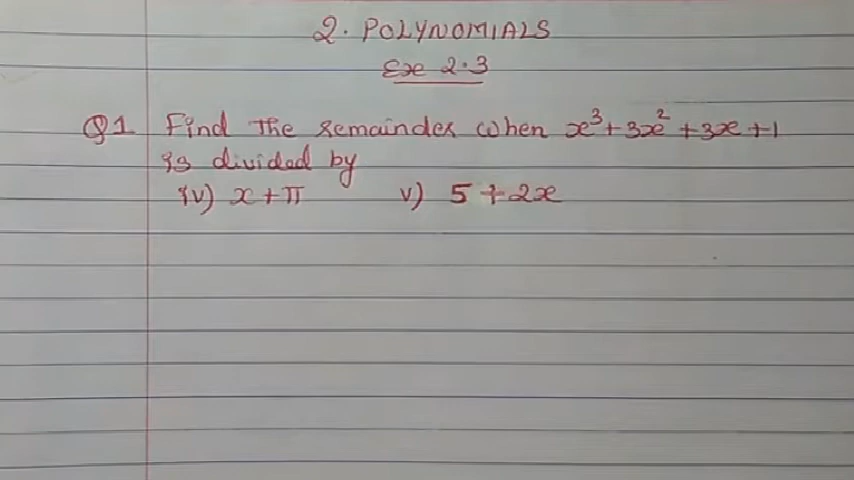 2. POLYNOMIALS
Exe 2.3
Q1 Find The remainder when x³+3x²+3x+1
is divided by
iv) x+π v) 5+2x